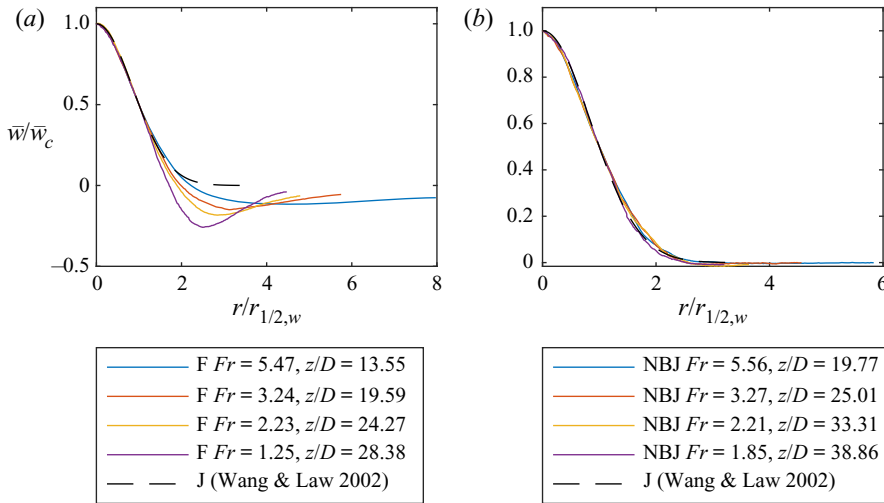 (a)
1.0
0.5
0
–0.5
w̅/w̅c
0 2 4 6 8
r/r1/2,w
F Fr = 5.47, z/D = 13.55
F Fr = 3.24, z/D = 19.59
F Fr = 2.23, z/D = 24.27
F Fr = 1.25, z/D = 28.38
J (Wang & Law 2002)
(b)
1.0
0.8
0.6
0.4
0.2
0
0 2 4 6
r/r1/2,w
NBJ Fr = 5.56, z/D = 19.77
NBJ Fr = 3.27, z/D = 25.01
NBJ Fr = 2.21, z/D = 33.31
NBJ Fr = 1.85, z/D = 38.86
J (Wang & Law 2002)